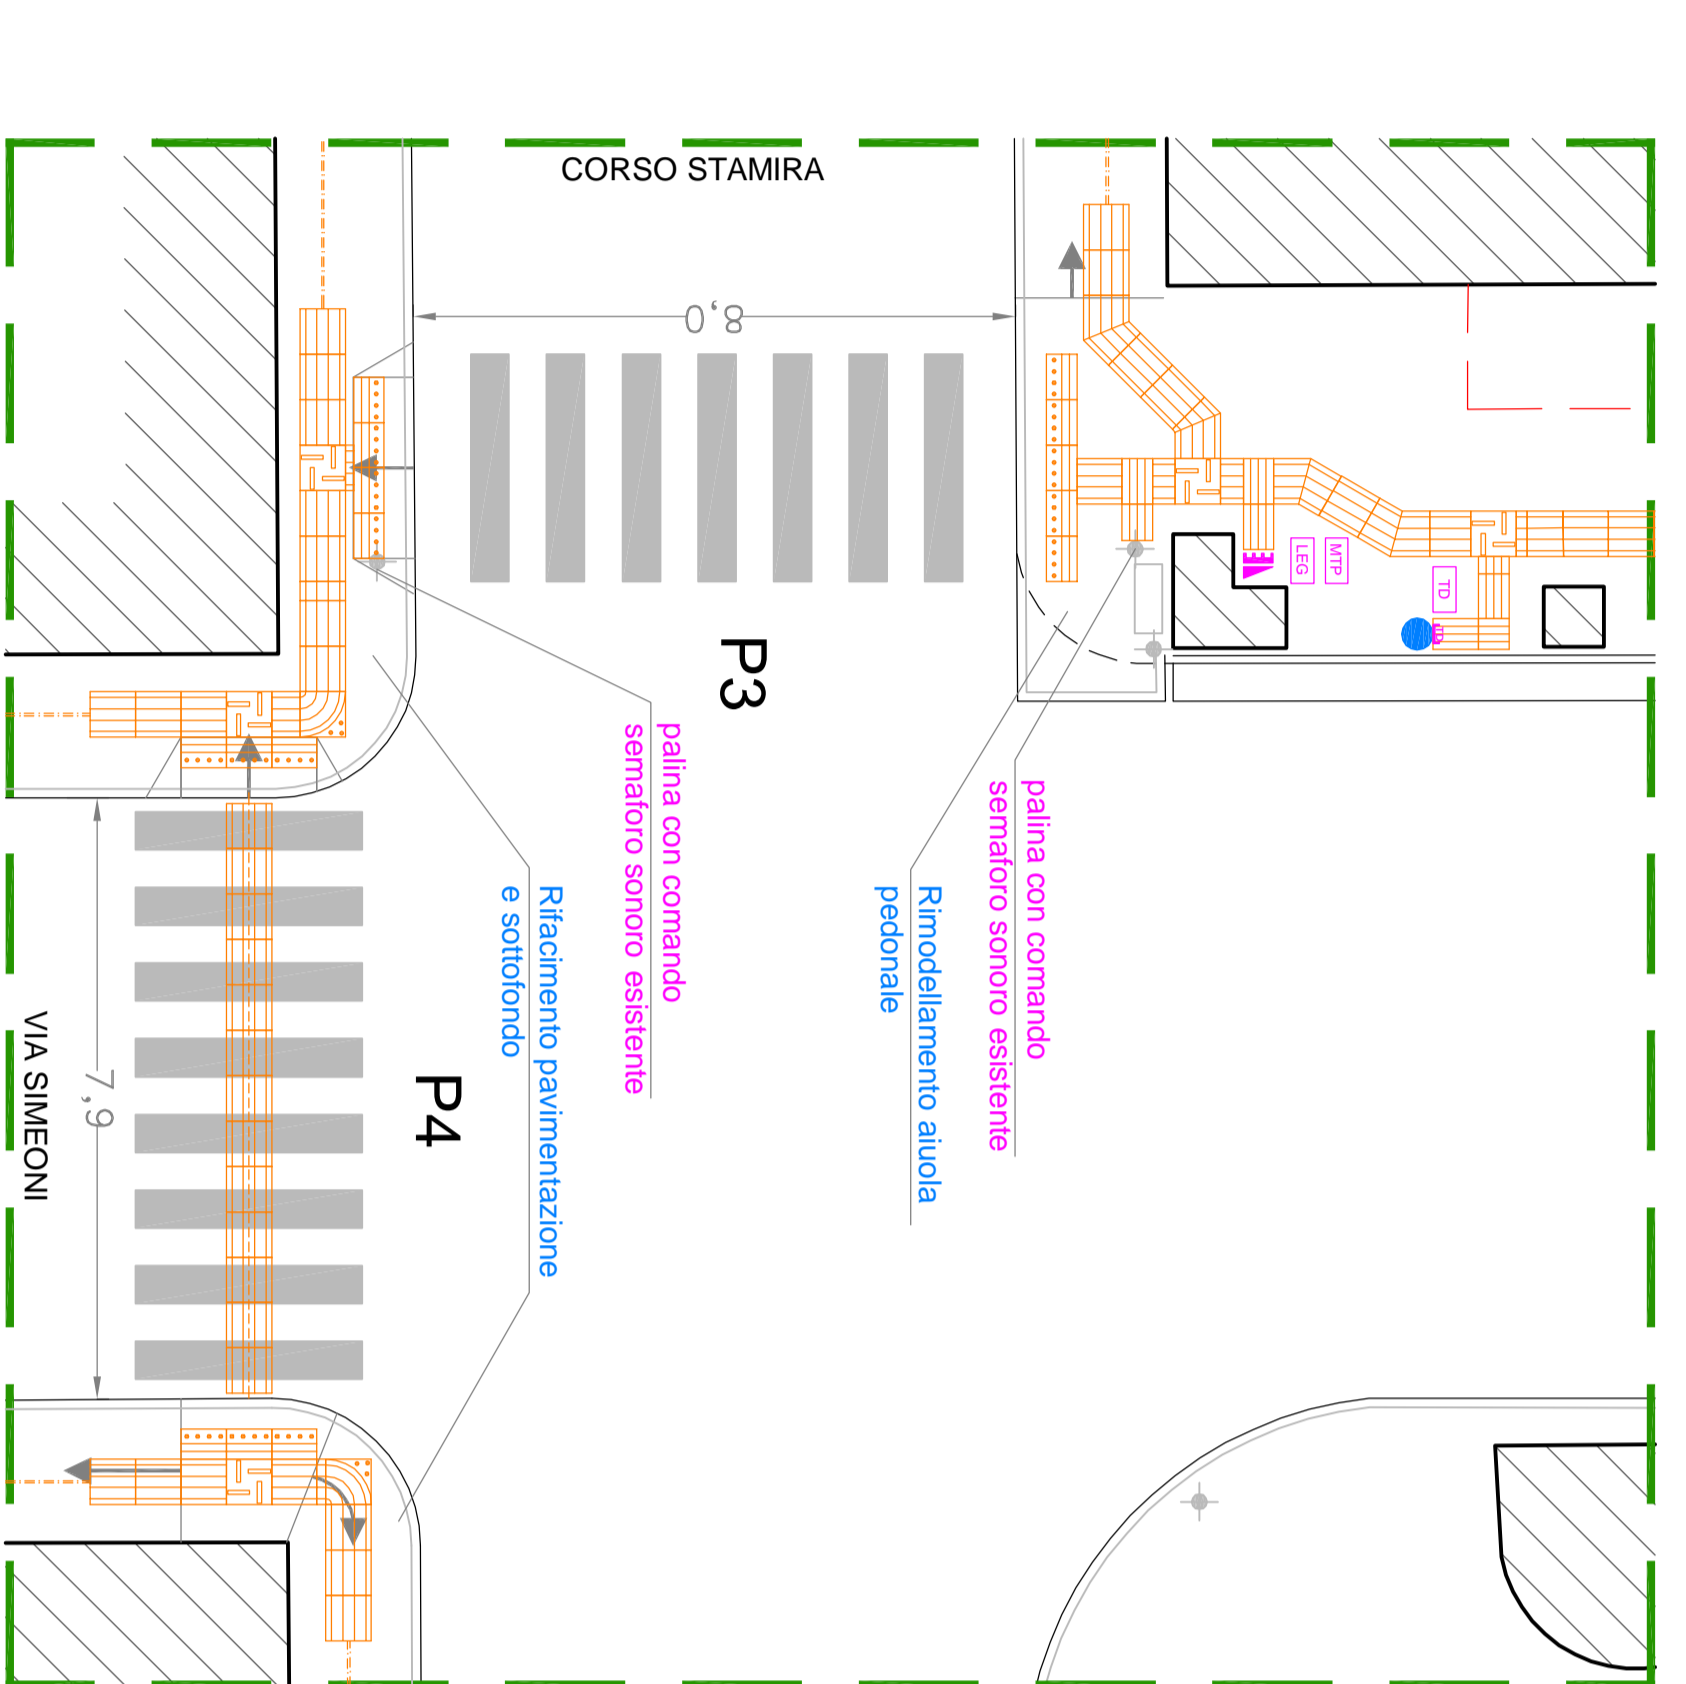 CORSO STAMIRA
8,0
LEG
MTP
TD
P3
palina con comando
semaforo sonoro esistente
palina con comando
semaforo sonoro esistente
Rifacimento pavimentazione
e sottofondo
Rimodellamento aiuola
pedonale
P4
7,9
VIA SIMEONI